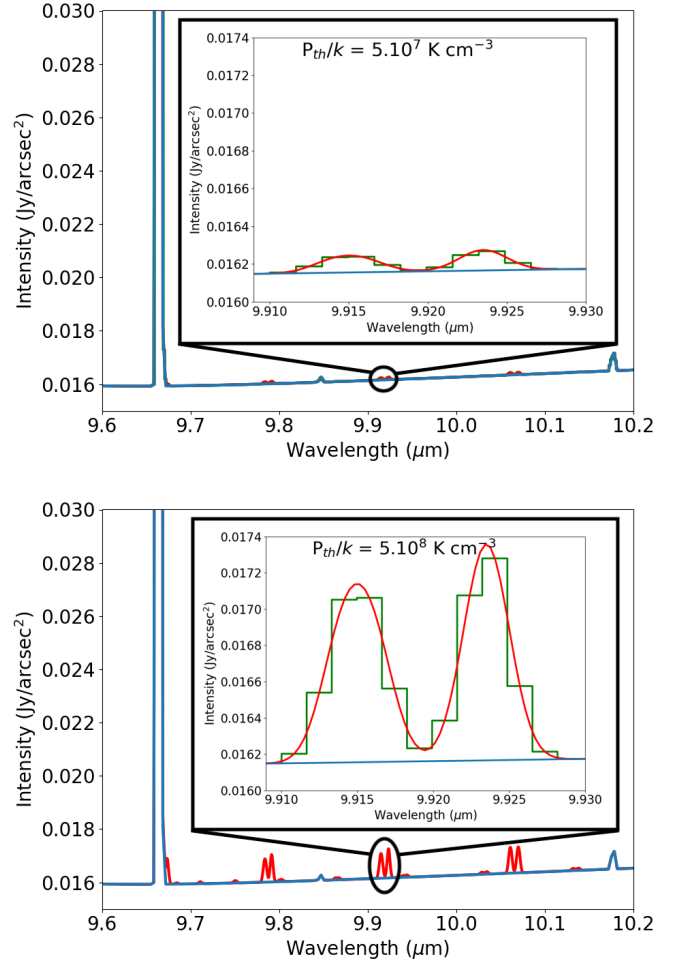 0.030
0.028
0.026
0.024
0.022
0.020
0.018
0.016
Intensity (Jy/arcsec²)
9.6 9.7 9.8 9.9 10.0 10.1 10.2
Wavelength (μm)
P_th/k = 5.10⁷ K cm⁻³
0.0174
0.0172
0.0170
0.0168
0.0166
0.0164
0.0162
0.0160
Intensity (Jy/arcsec²)
9.910 9.915 9.920 9.925 9.930
Wavelength (μm)
0.030
0.028
0.026
0.024
0.022
0.020
0.018
0.016
Intensity (Jy/arcsec²)
9.6 9.7 9.8 9.9 10.0 10.1 10.2
Wavelength (μm)
P_th/k = 5.10⁸ K cm⁻³
0.0174
0.0172
0.0170
0.0168
0.0166
0.0164
0.0162
0.0160
Intensity (Jy/arcsec²)
9.910 9.915 9.920 9.925 9.930
Wavelength (μm)